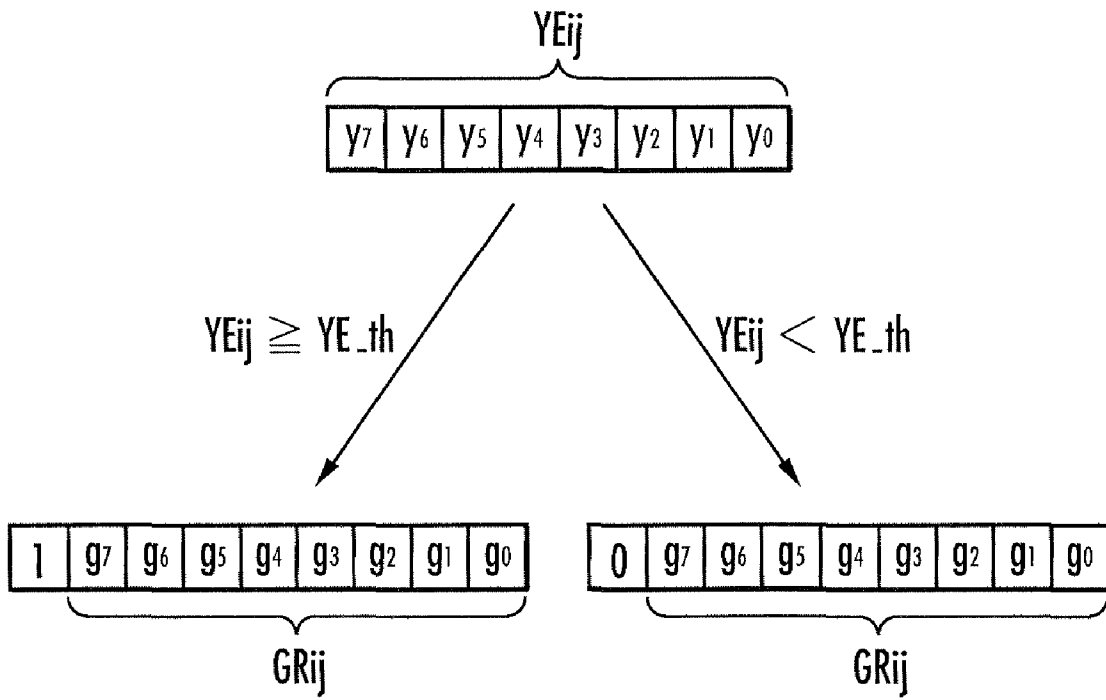 YEij
y7 y6 y5 y4 y3 y2 y1 y0
YEij ≧ YE_th
YEij < YE_th
1 g7 g6 g5 g4 g3 g2 g1 g0
0 g7 g6 g5 g4 g3 g2 g1 g0
GRij
GRij